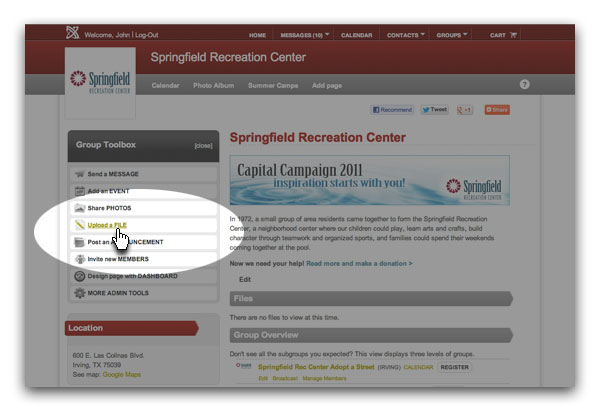 Welcome, John | Log-Out HOME MESSAGES (10) CALENDAR CONTACTS GROUPS CART
Springfield Recreation Center
Springfield
RECREATION CENTER
Calendar Photo Album Summer Camps Add page ?
Recommend Tweet +1 Share
Group Toolbox [close]
Send a MESSAGE
Add an EVENT
Share PHOTOS
Upload a FILE
Post an ANNOUNCEMENT
Invite new MEMBERS
Design page with DASHBOARD
MORE ADMIN TOOLS
Location
600 E. Las Colinas Blvd.
Irving, TX 75039
See map: Google Maps
Springfield Recreation Center
Capital Campaign 2011
inspiration starts with you!
Springfield
RECREATION CENTER
In 1972, a small group of area residents came together to form the Springfield Recreation
Center, a neighborhood center where our children could play, learn arts and crafts, build
character through teamwork and organized sports, and families could spend their weekends
coming together at the pool.
Now we need your help! Read more and make a donation >
Edit
Files
There are no files to view at this time.
Group Overview
Don't see all the subgroups you expected? This view displays three levels of groups.
Springfield Rec Center Adopt a Street (IRVING) CALENDAR REGISTER
Edit Broadcast Manage Members